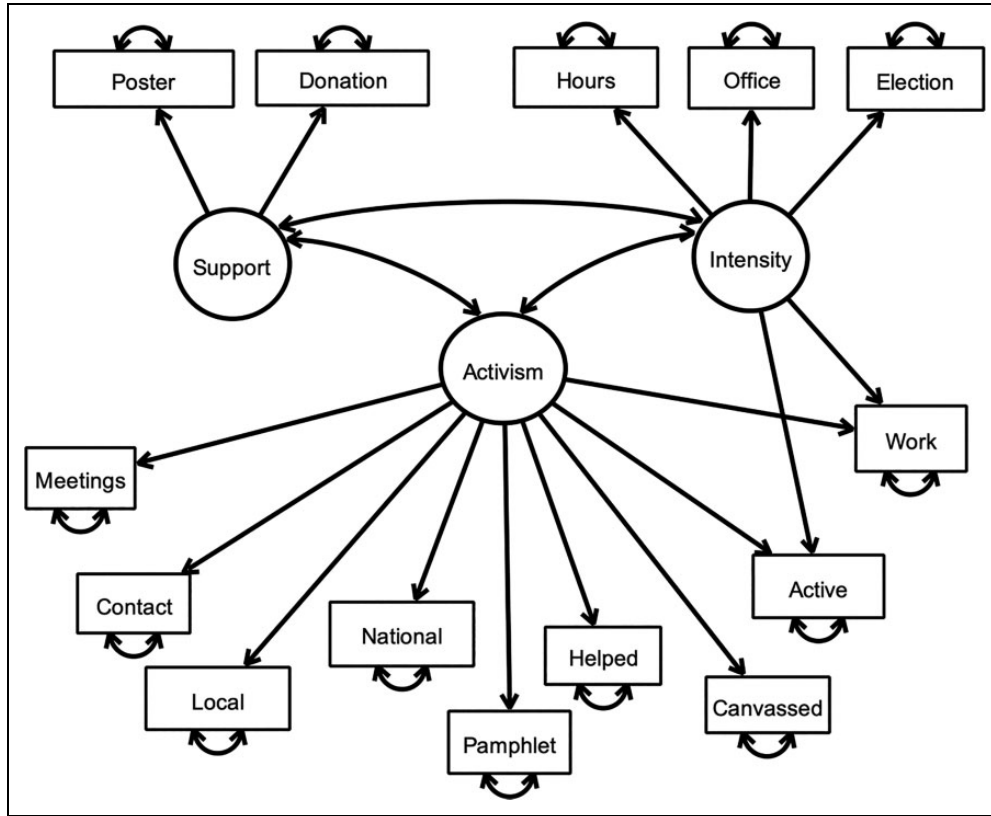 Poster
Donation
Hours
Office
Election
Support
Intensity
Activism
Work
Meetings
Active
Contact
National
Helped
Local
Canvassed
Pamphlet